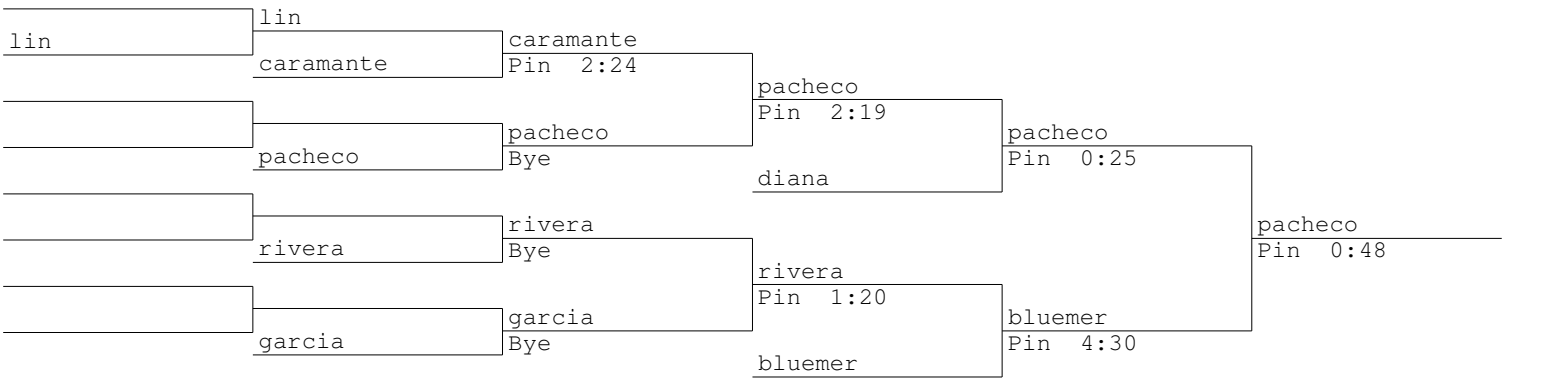 lin
lin
caramante
caramante
Pin 2:24
pacheco
Pin 2:19
pacheco
pacheco
Bye
pacheco
Pin 0:25
diana
rivera
rivera
Bye
pacheco
Pin 0:48
rivera
Pin 1:20
garcia
garcia
Bye
bluemer
Pin 4:30
bluemer